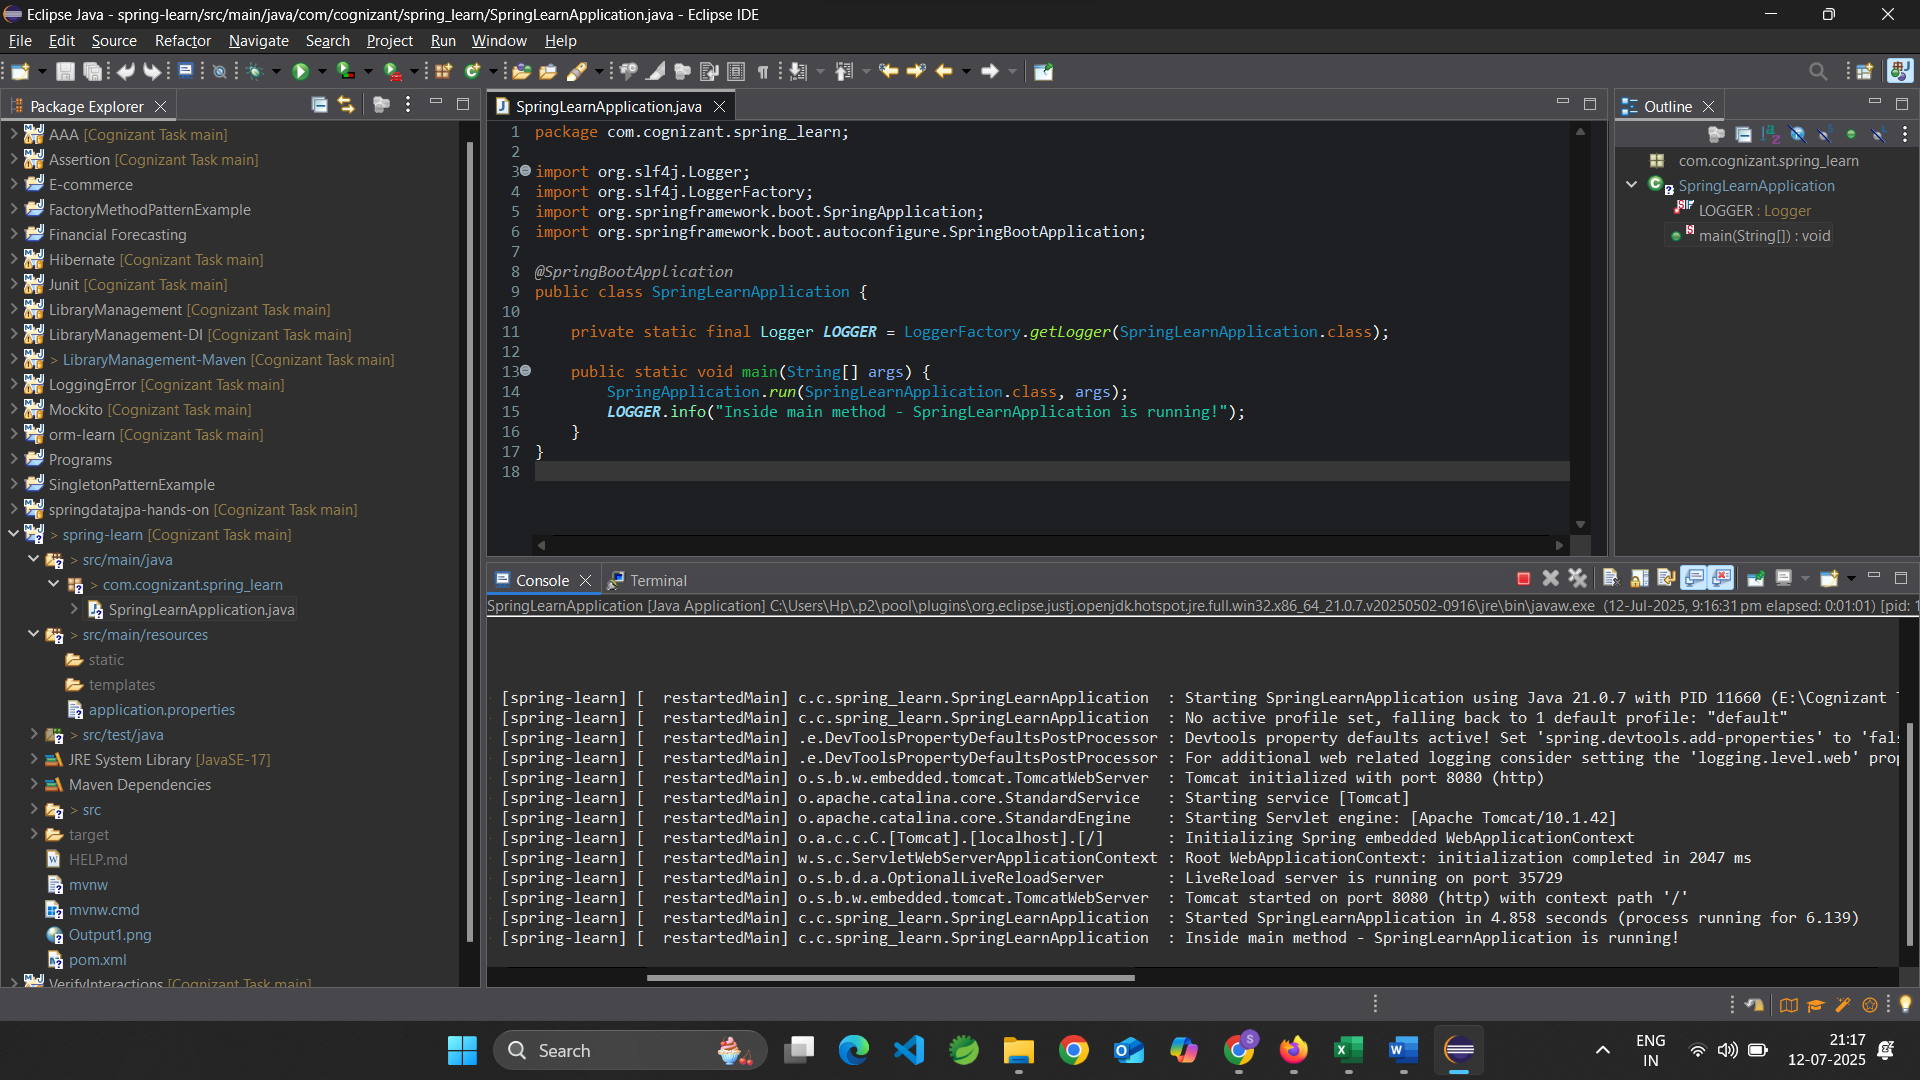 Eclipse Java - spring-learn/src/main/java/com/cognizant/spring_learn/SpringLearnApplication.java - Eclipse IDE
File Edit Source Refactor Navigate Search Project Run Window Help
Package Explorer
AAA [Cognizant Task main]
Assertion [Cognizant Task main]
E-commerce
FactoryMethodPatternExample
Financial Forecasting
Hibernate [Cognizant Task main]
Junit [Cognizant Task main]
LibraryManagement [Cognizant Task main]
LibraryManagement-DI [Cognizant Task main]
> LibraryManagement-Maven [Cognizant Task main]
LoggingError [Cognizant Task main]
Mockito [Cognizant Task main]
orm-learn [Cognizant Task main]
Programs
SingletonPatternExample
springdatajpa-hands-on [Cognizant Task main]
> spring-learn [Cognizant Task main]
> src/main/java
> com.cognizant.spring_learn
SpringLearnApplication.java
> src/main/resources
static
templates
application.properties
> src/test/java
JRE System Library [JavaSE-17]
Maven Dependencies
> src
target
HELP.md
mvnw
mvnw.cmd
Output1.png
pom.xml
VerifyInteractions [Cognizant Task main]
SpringLearnApplication.java
1 package com.cognizant.spring_learn;
2
3 import org.slf4j.Logger;
4 import org.slf4j.LoggerFactory;
5 import org.springframework.boot.SpringApplication;
6 import org.springframework.boot.autoconfigure.SpringBootApplication;
7
8 @SpringBootApplication
9 public class SpringLearnApplication {
10
11 private static final Logger LOGGER = LoggerFactory.getLogger(SpringLearnApplication.class);
12
13 public static void main(String[] args) {
14 SpringApplication.run(SpringLearnApplication.class, args);
15 LOGGER.info("Inside main method - SpringLearnApplication is running!");
16 }
17 }
18
Outline
com.cognizant.spring_learn
SpringLearnApplication
LOGGER : Logger
main(String[]) : void
Console Terminal
SpringLearnApplication [Java Application] C:\Users\Hp\.p2\pool\plugins\org.eclipse.justj.openjdk.hotspot.jre.full.win32.x86_64_21.0.7.v20250502-0916\jre\bin\javaw.exe (12-Jul-2025, 9:16:31 pm elapsed: 0:01:01) [pid: 1
[spring-learn] [ restartedMain] c.c.spring_learn.SpringLearnApplication : Starting SpringLearnApplication using Java 21.0.7 with PID 11660 (E:\Cognizant
[spring-learn] [ restartedMain] c.c.spring_learn.SpringLearnApplication : No active profile set, falling back to 1 default profile: "default"
[spring-learn] [ restartedMain] .e.DevToolsPropertyDefaultsPostProcessor : Devtools property defaults active! Set 'spring.devtools.add-properties' to 'fals
[spring-learn] [ restartedMain] .e.DevToolsPropertyDefaultsPostProcessor : For additional web related logging consider setting the 'logging.level.web' prop
[spring-learn] [ restartedMain] o.s.b.w.embedded.tomcat.TomcatWebServer : Tomcat initialized with port 8080 (http)
[spring-learn] [ restartedMain] o.apache.catalina.core.StandardService : Starting service [Tomcat]
[spring-learn] [ restartedMain] o.apache.catalina.core.StandardEngine : Starting Servlet engine: [Apache Tomcat/10.1.42]
[spring-learn] [ restartedMain] o.a.c.c.C.[Tomcat].[localhost].[/] : Initializing Spring embedded WebApplicationContext
[spring-learn] [ restartedMain] w.s.c.ServletWebServerApplicationContext : Root WebApplicationContext: initialization completed in 2047 ms
[spring-learn] [ restartedMain] o.s.b.d.a.OptionalLiveReloadServer : LiveReload server is running on port 35729
[spring-learn] [ restartedMain] o.s.b.w.embedded.tomcat.TomcatWebServer : Tomcat started on port 8080 (http) with context path '/'
[spring-learn] [ restartedMain] c.c.spring_learn.SpringLearnApplication : Started SpringLearnApplication in 4.858 seconds (process running for 6.139)
[spring-learn] [ restartedMain] c.c.spring_learn.SpringLearnApplication : Inside main method - SpringLearnApplication is running!
Search
ENG
IN
21:17
12-07-2025